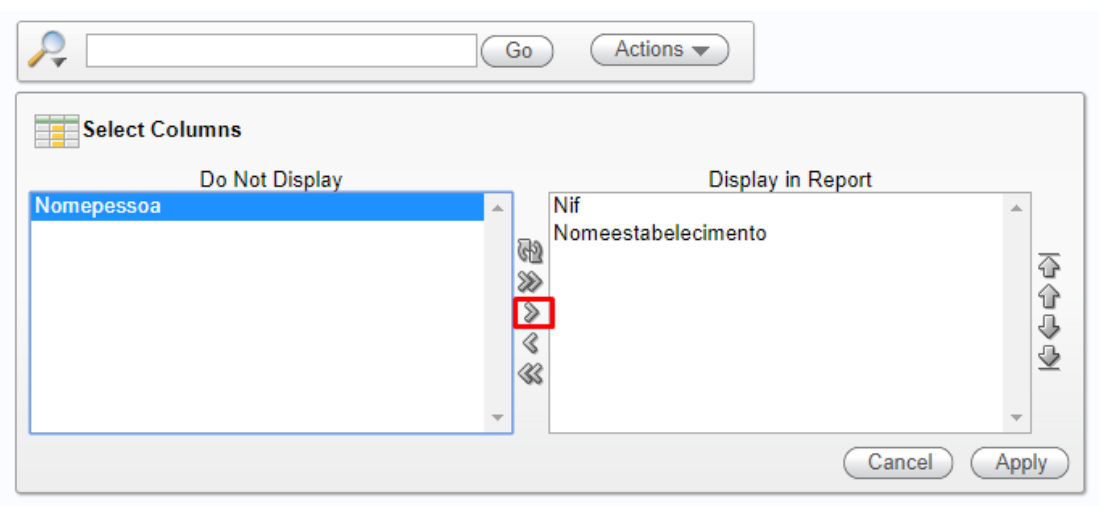 Go
Actions
Select Columns
Do Not Display
Display in Report
Nomepessoa
Nif
Nomeestabelecimento
Cancel
Apply